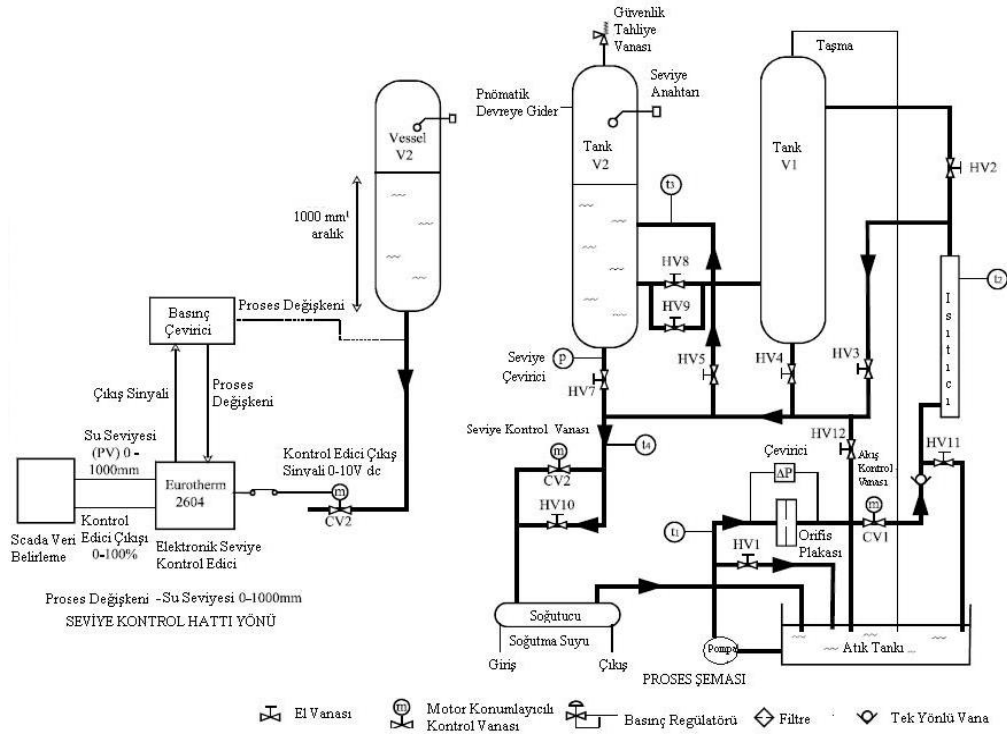 Vessel
V2
1000 mm¹
aralık
Proses Değişkeni
Basınç
Çevirici
Çıkış Sinyali
Proses
Değişkeni
Su Seviyesi
(PV) 0 -
1000mm
Kontrol Edici Çıkış
Sinyali 0-10V dc
Eurotherm
2604
m
CV2
Scada Veri
Belirleme
Kontrol
Edici Çıkışı
0-100%
Elektronik Seviye
Kontrol Edici
Proses Değişkeni -Su Seviyesi 0-1000mm
SEVİYE KONTROL HATTI YÖNÜ
Güvenlik
Tahliye
Vanası
Pnömatik
Devreye Gider
Seviye
Anahtarı
Tank
V2
Taşma
Tank
V1
HV2
t3
HV8
HV9
t2
Isıtıcı
Seviye
Çevirici
p
HV7
HV5
HV4
HV3
Seviye Kontrol Vanası
t4
m
CV2
HV10
HV12
Çevirici
ΔP
Akış
Kontrol
Vanası
HV11
m
CV1
t1
Orifis
Plakası
HV1
Soğutucu
Soğutma Suyu
Giriş
Çıkış
Pompa
Atık Tankı ...
PROSES ŞEMASI
El Vanası
m
Motor Konumlayıcılı
Kontrol Vanası
Basınç Regülatörü
Filtre
Tek Yönlü Vana